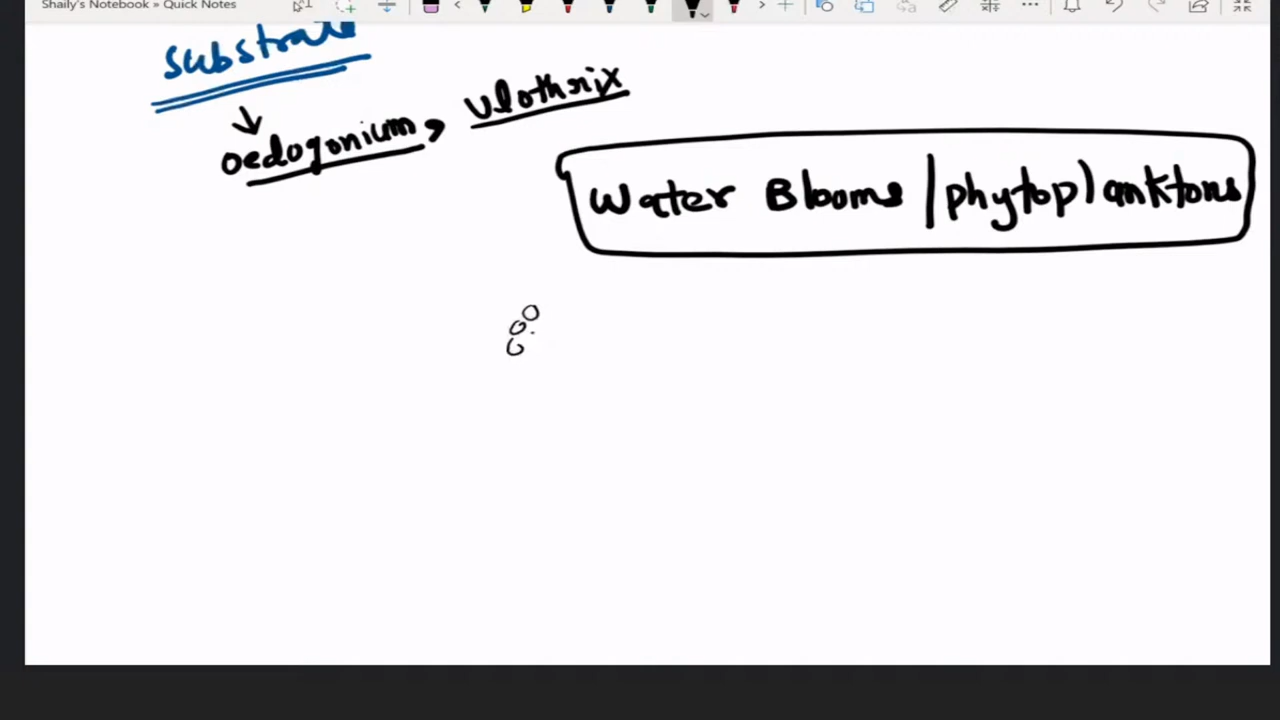 Shaily's Notebook » Quick Notes
substrate
oedogonium, Ulothrix
Water Blooms | phytoplanktons